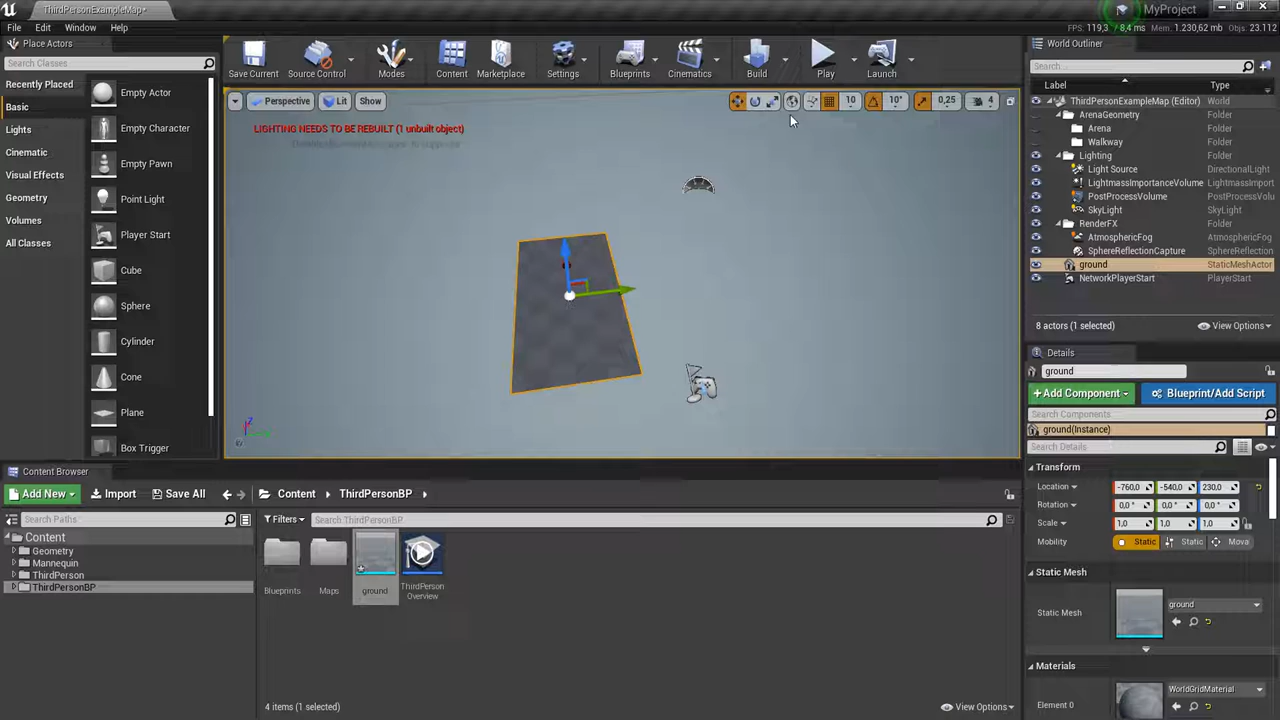 ThirdPersonExampleMap*
MyProject
File Edit Window Help
FPS: 119,3 / 8,4 ms Mem: 1.230,62 mb Objs: 23.112
Place Actors
Search Classes
Recently Placed
Basic
Lights
Cinematic
Visual Effects
Geometry
Volumes
All Classes
Empty Actor
Empty Character
Empty Pawn
Point Light
Player Start
Cube
Sphere
Cylinder
Cone
Plane
Box Trigger
Save Current Source Control Modes Content Marketplace Settings Blueprints Cinematics Build Play Launch
Perspective Lit Show
10 10° 0,25 4
LIGHTING NEEDS TO BE REBUILT (1 unbuilt object)
World Outliner
Search...
Label Type
ThirdPersonExampleMap (Editor) World
ArenaGeometry Folder
Arena Folder
Walkway Folder
Lighting Folder
Light Source DirectionalLight
LightmassImportanceVolume LightmassImport
PostProcessVolume PostProcessVolu
SkyLight SkyLight
RenderFX Folder
AtmosphericFog AtmosphericFog
SphereReflectionCapture SphereReflection
ground StaticMeshActor
NetworkPlayerStart PlayerStart
8 actors (1 selected) View Options
Details
ground
+Add Component Blueprint/Add Script
Search Components
ground(Instance)
Search Details
Transform
Location -760,0 -540,0 230,0
Rotation 0,0 ° 0,0 ° 0,0 °
Scale 1,0 1,0 1,0
Mobility Static Static Mova
Static Mesh
Static Mesh ground
Materials
Element 0 WorldGridMaterial
Content Browser
Add New Import Save All Content ThirdPersonBP
Search Paths
Filters Search ThirdPersonBP
Content
Geometry
Mannequin
ThirdPerson
ThirdPersonBP
Blueprints
Maps
ground
ThirdPerson
Overview
4 items (1 selected) View Options